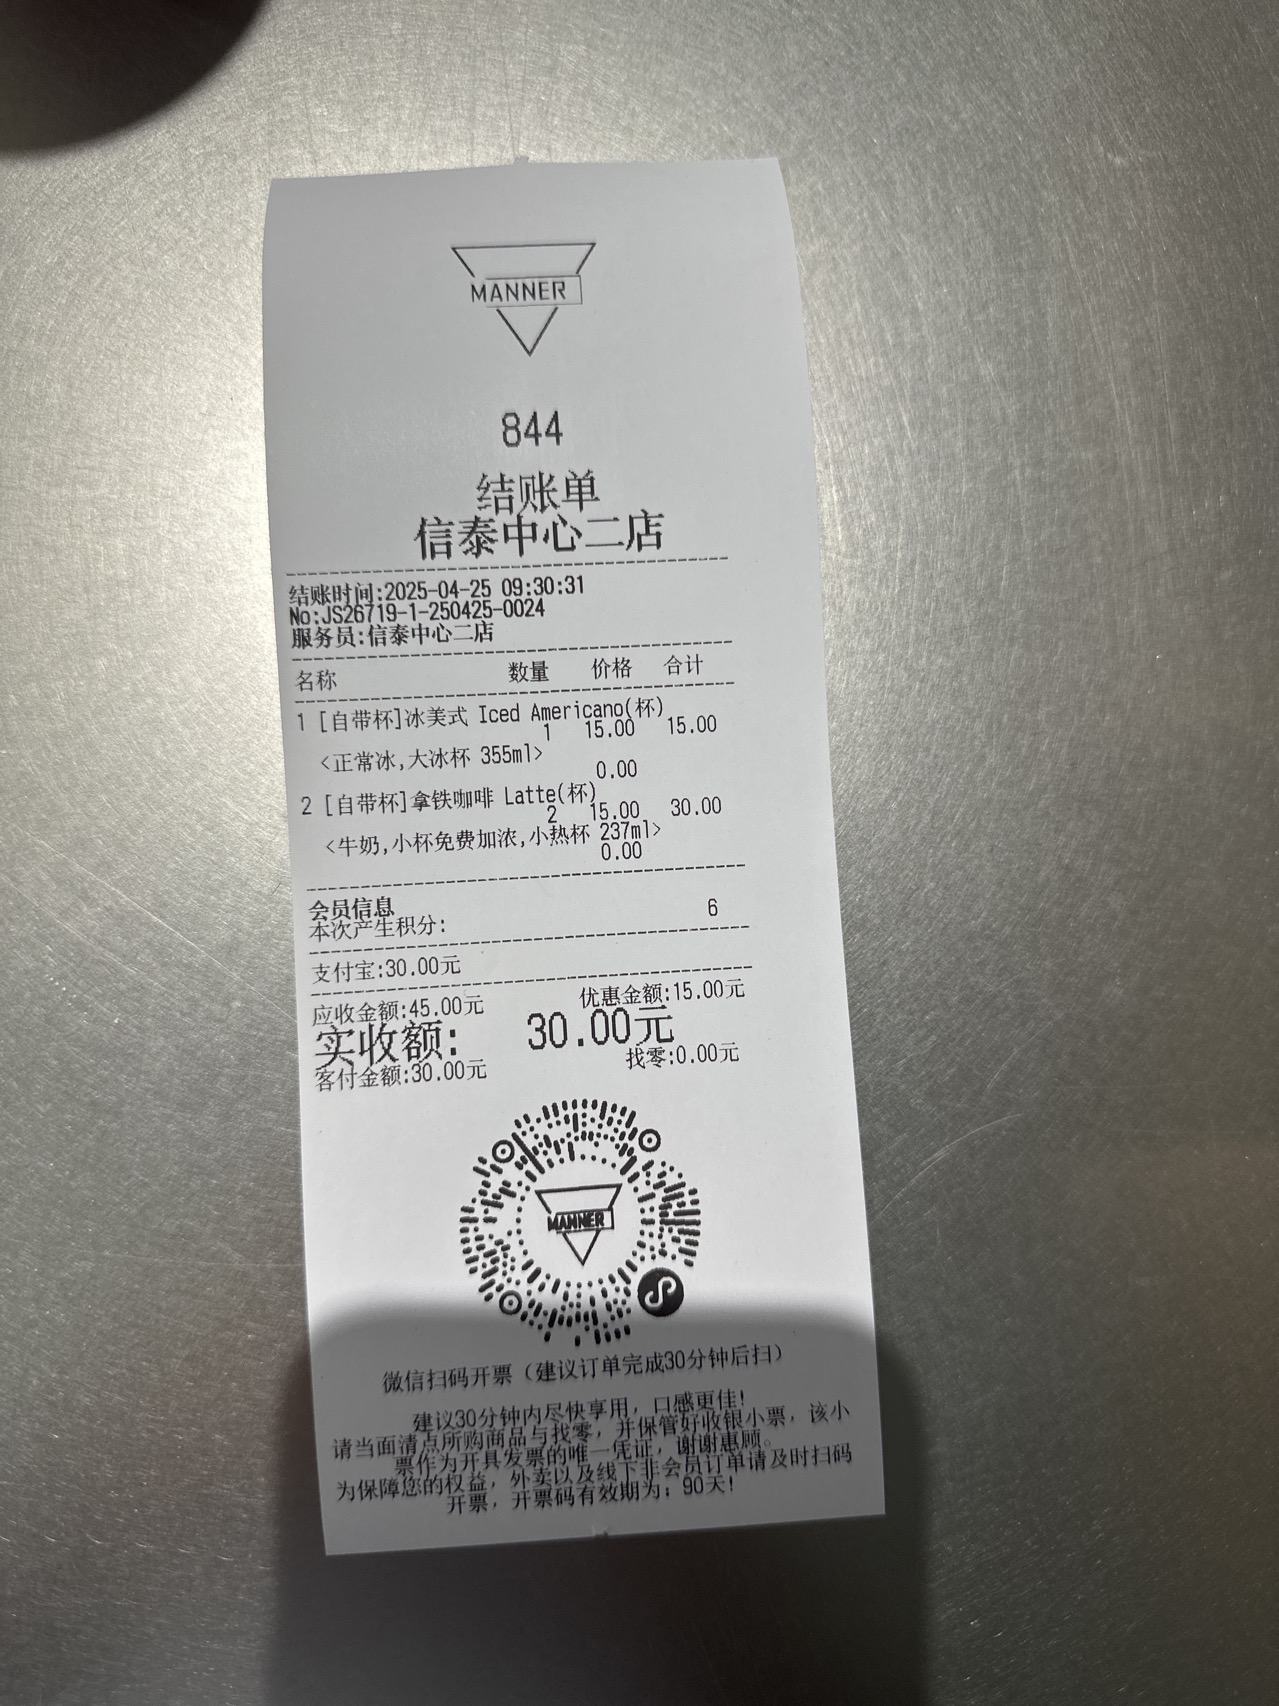 MANNER
844
结账单
信泰中心二店
结账时间:2025-04-25 09:30:31
No:JS26719-1-250425-0024
服务员:信泰中心二店
名称 数量 价格 合计
1 [自带杯]冰美式 Iced Americano(杯)
1 15.00 15.00
<正常冰,大冰杯 355ml>
0.00
2 [自带杯]拿铁咖啡 Latte(杯)
2 15.00 30.00
<牛奶,小杯免费加浓,小热杯 237ml>
0.00
会员信息
本次产生积分: 6
支付宝:30.00元
应收金额:45.00元 优惠金额:15.00元
实收额: 30.00元
客付金额:30.00元 找零:0.00元
MANNER
微信扫码开票（建议订单完成30分钟后扫）
建议30分钟内尽快享用，口感更佳!
请当面清点所购商品与找零，并保管好收银小票，该小
票作为开具发票的唯一凭证，谢谢惠顾。
为保障您的权益，外卖以及线下非会员订单请及时扫码
开票，开票码有效期为：90天!